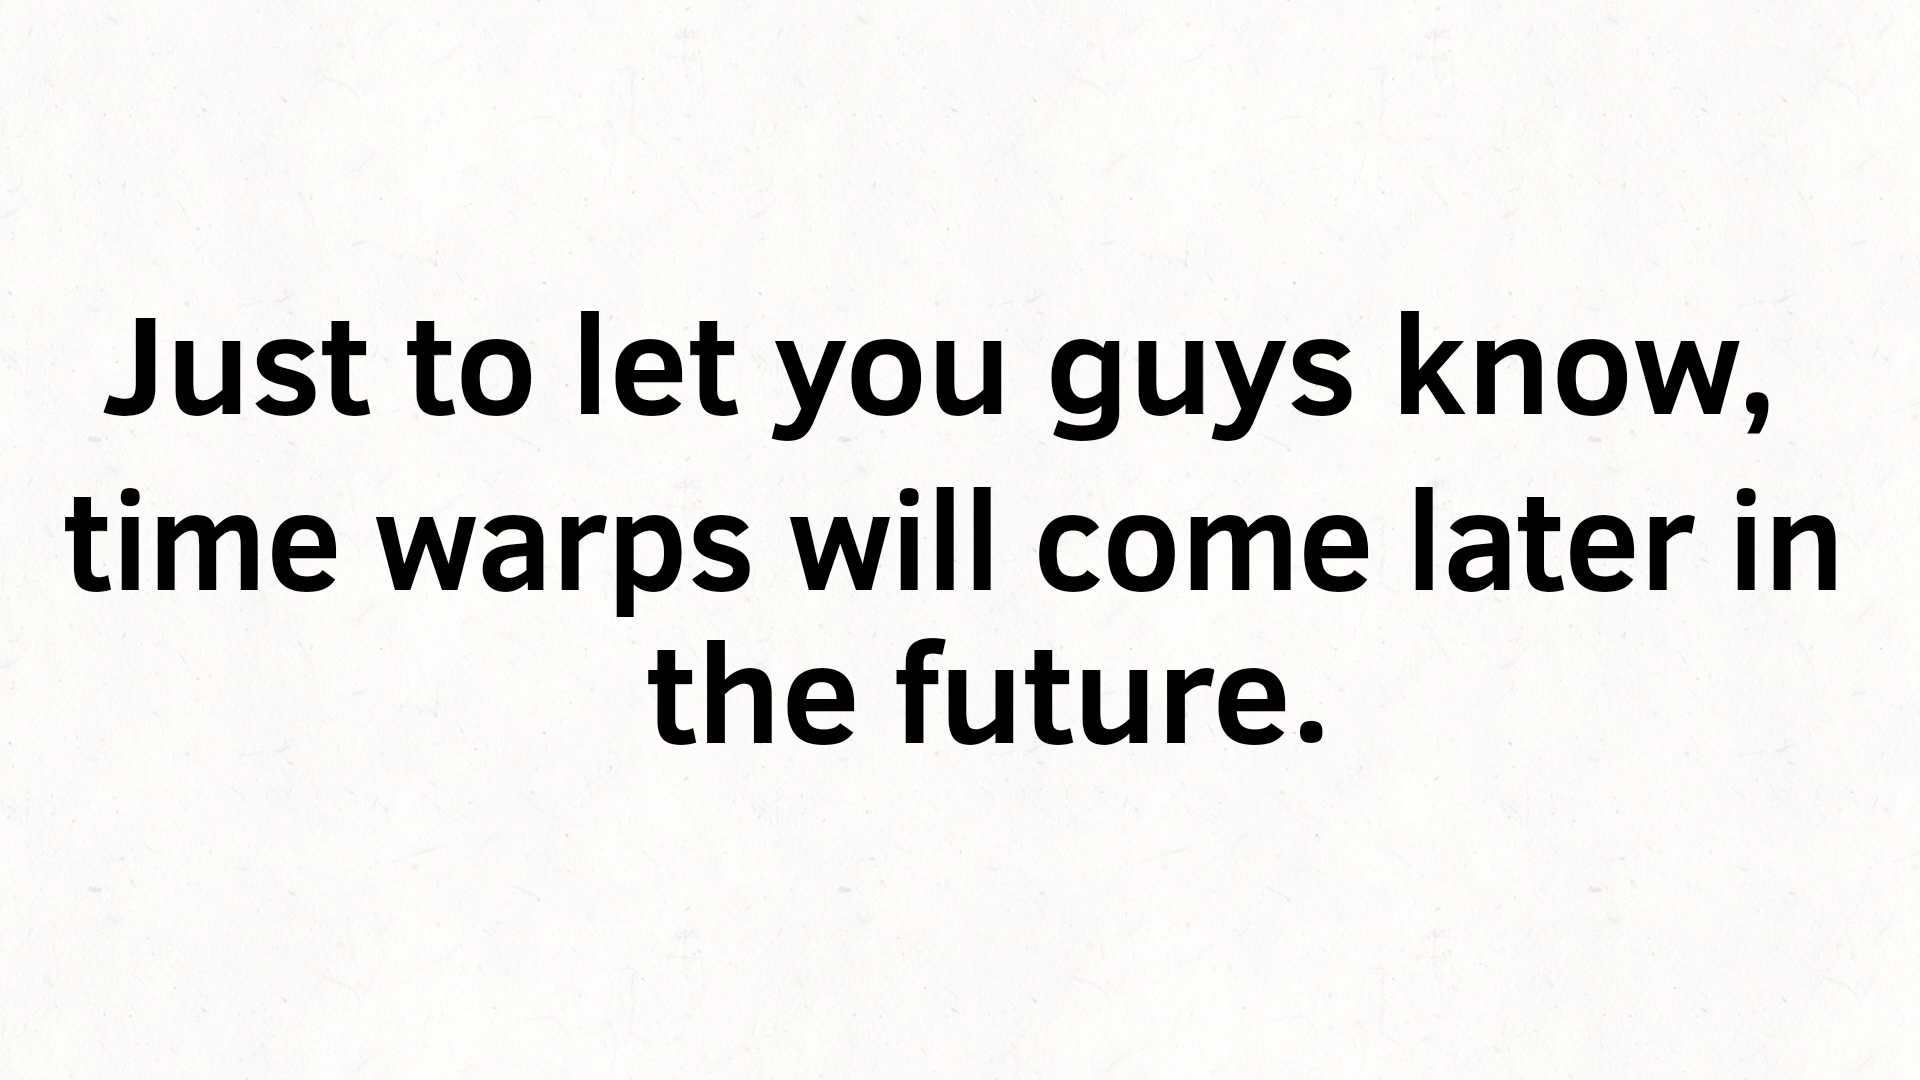 Just to let you guys know,
time warps will come later in
the future.